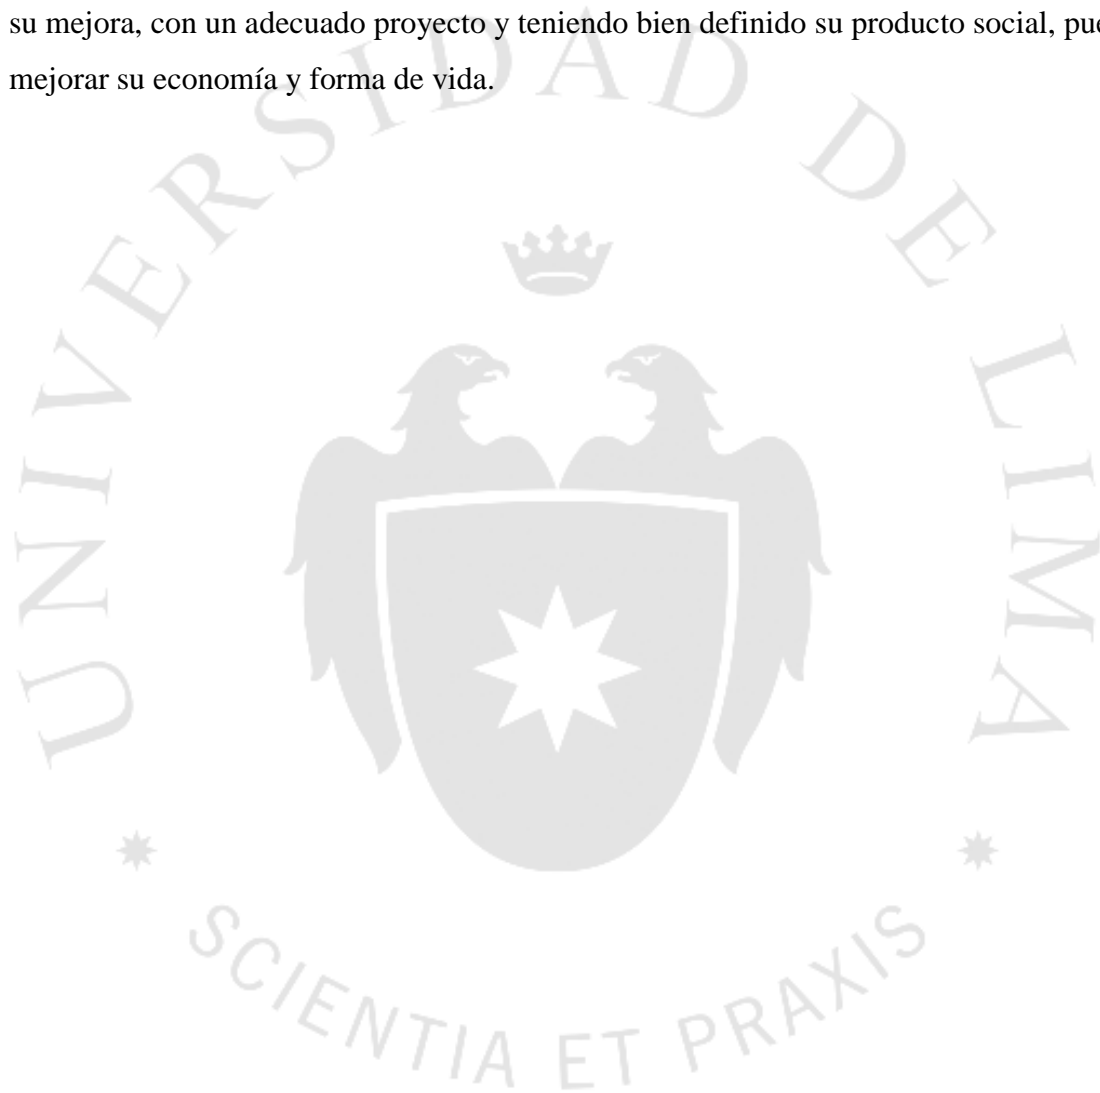 su mejora, con un adecuado proyecto y teniendo bien definido su producto social,
mejorar su economía y forma de vida.
UNIVERSIDAD DE LIMA
SCIENTIA ET PRAXIS